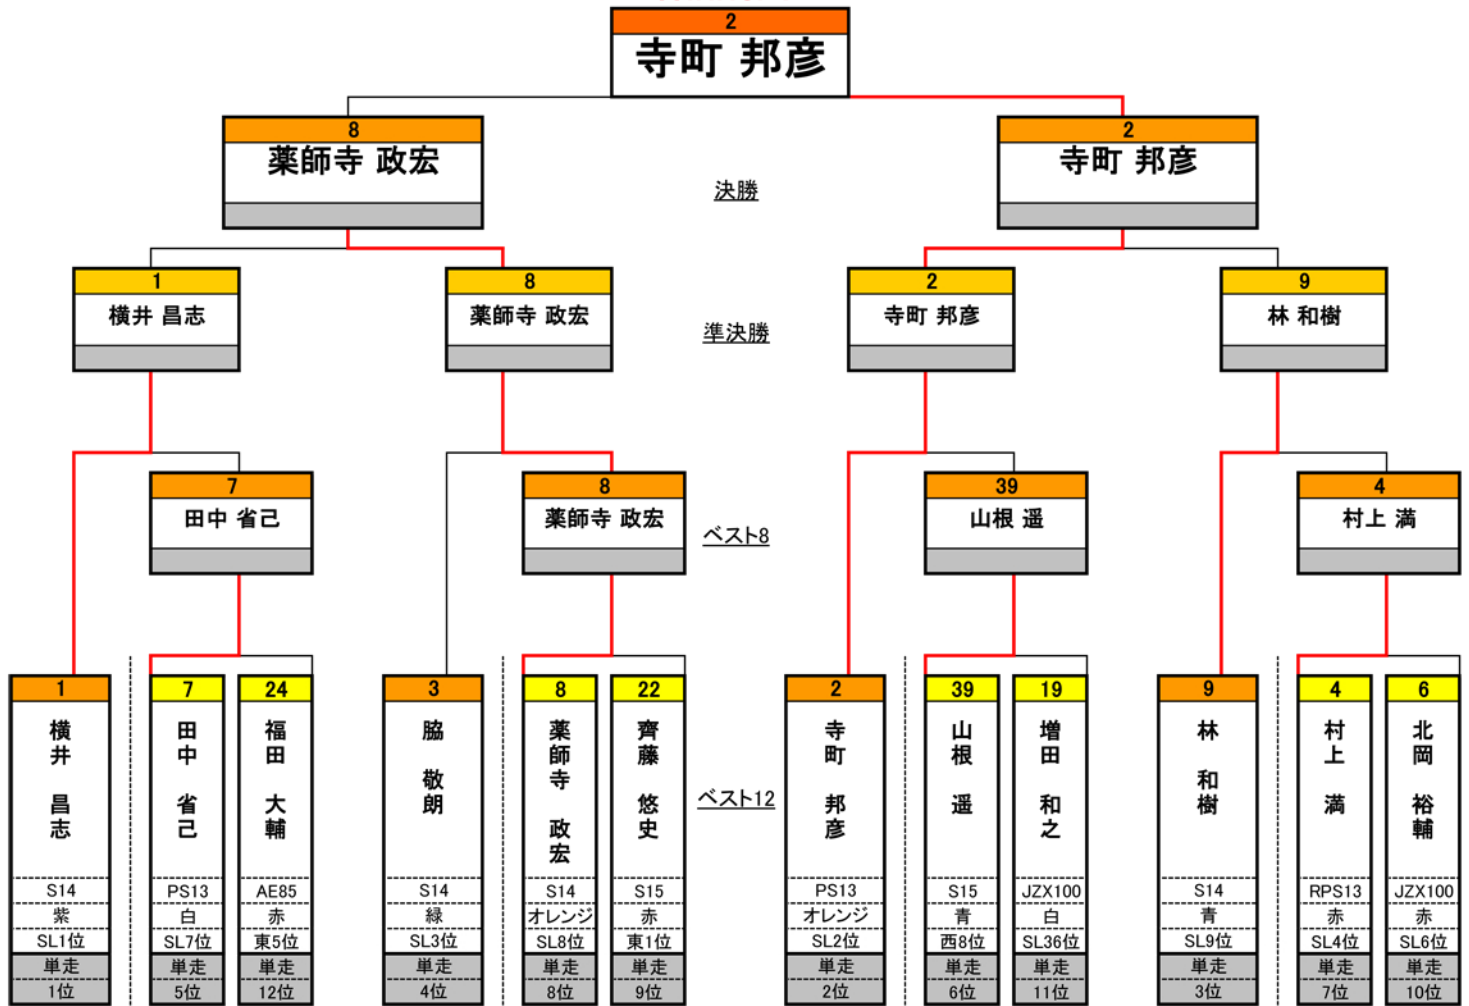 2
寺町 邦彦
8
薬師寺 政宏
2
寺町 邦彦
決勝
1
横井 昌志
8
薬師寺 政宏
2
寺町 邦彦
9
林 和樹
準決勝
7
田中 省己
8
薬師寺 政宏
39
山根 遥
4
村上 満
ベスト8
1
横井 昌志
S14
紫
SL1位
単走
1位
7
田中 省己
PS13
白
SL7位
単走
5位
24
福田 大輔
AE85
赤
東5位
単走
12位
3
脇 敬朗
S14
緑
SL3位
単走
4位
8
薬師寺 政宏
S14
オレンジ
SL8位
単走
8位
22
齊藤 悠史
S15
赤
東1位
単走
9位
ベスト12
2
寺町 邦彦
PS13
オレンジ
SL2位
単走
2位
39
山根 遥
S15
青
西8位
単走
6位
19
増田 和之
JZX100
白
SL36位
単走
11位
9
林 和樹
S14
青
SL9位
単走
3位
4
村上 満
RPS13
赤
SL4位
単走
7位
6
北岡 裕輔
JZX100
赤
SL6位
単走
10位